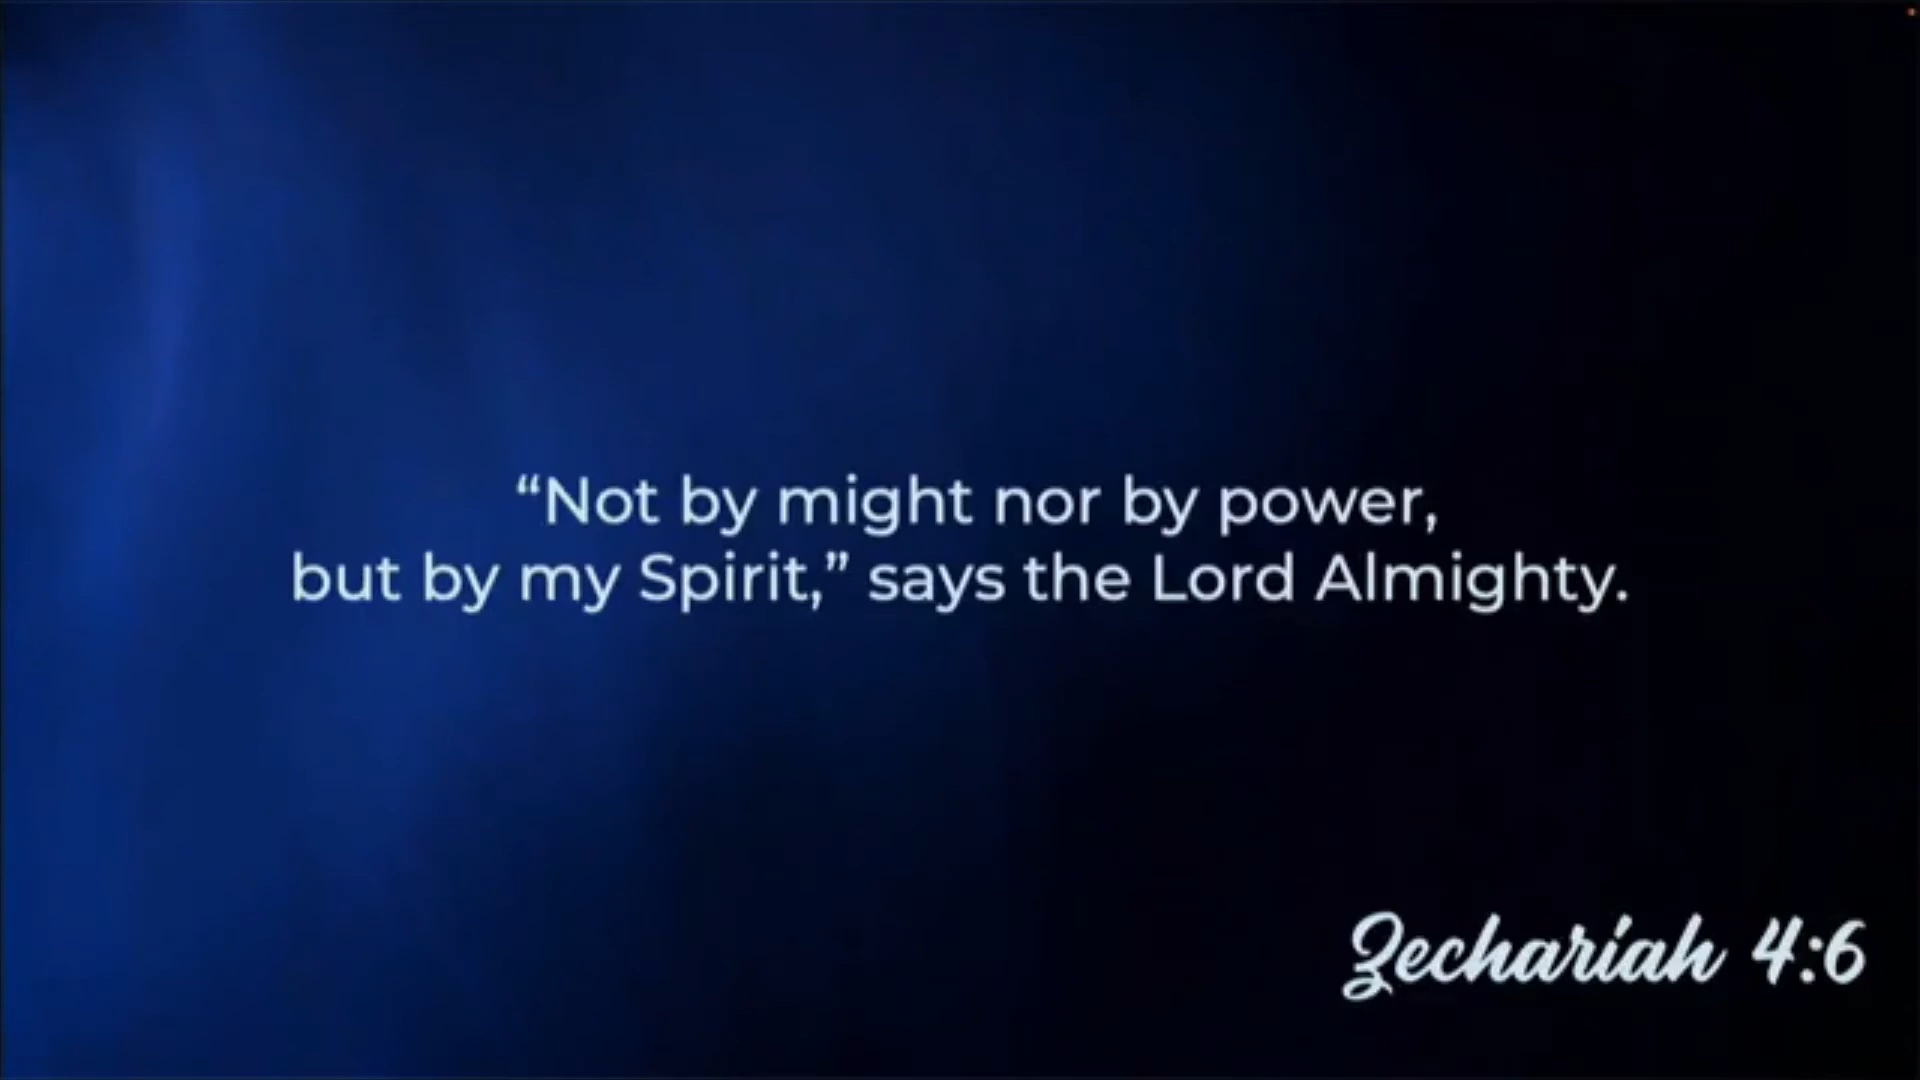 “Not by might nor by power,
but by my Spirit,” says the Lord Almighty.
Zechariah 4:6